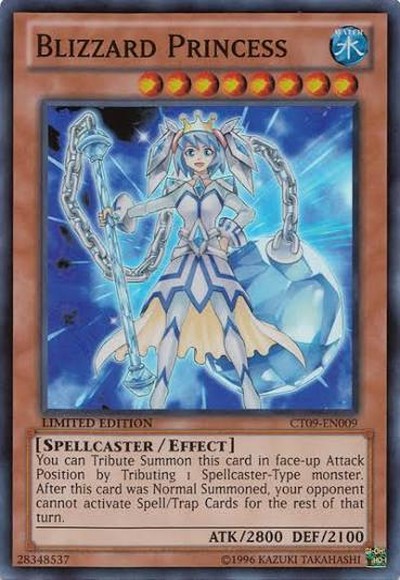 BLIZZARD PRINCESS
WATER
水
LIMITED EDITION
CT09-EN009
[SPELLCASTER / EFFECT]
You can Tribute Summon this card in face-up Attack
Position by Tributing 1 Spellcaster-Type monster.
After this card was Normal Summoned, your opponent
cannot activate Spell/Trap Cards for the rest of that
turn.
ATK/2800 DEF/2100
28348537
©1996 KAZUKI TAKAHASHI